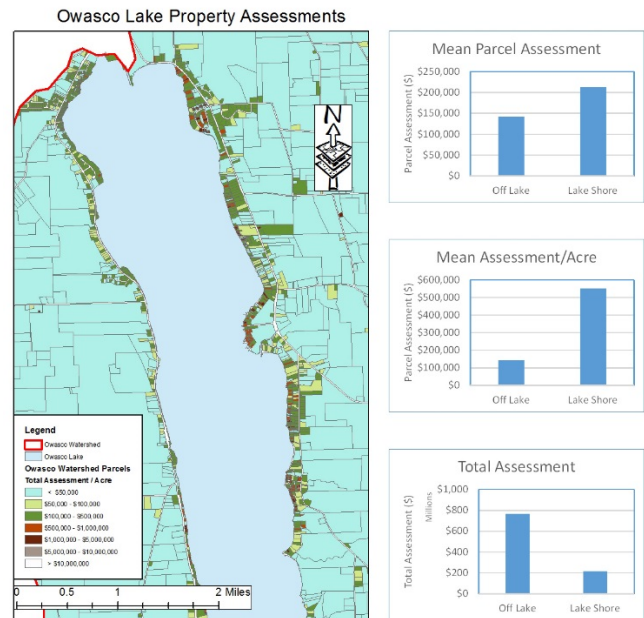 Owasco Lake Property Assessments
N
Legend
Owasco Watershed
Owasco Lake
Owasco Watershed Parcels
Total Assessment / Acre
< $50,000
$50,000 - $100,000
$100,000 - $500,000
$500,000 - $1,000,000
$1,000,000 - $5,000,000
$5,000,000 - $10,000,000
> $10,000,000
0 0.5 1 2 Miles
Mean Parcel Assessment
Parcel Assessment ($)
$250,000
$200,000
$150,000
$100,000
$50,000
$0
Off Lake Lake Shore
Mean Assessment/Acre
Parcel Assessment ($)
$600,000
$500,000
$400,000
$300,000
$200,000
$100,000
$0
Off Lake Lake Shore
Total Assessment
Total Assessment ($)
Millions
$1,000
$800
$600
$400
$200
$0
Off Lake Lake Shore